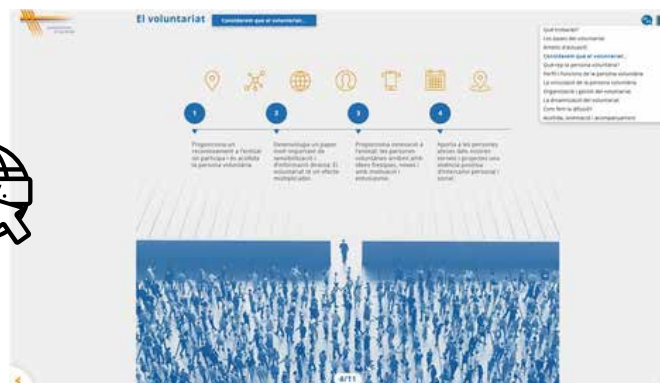 El voluntariat
Considerem que el voluntariat...
Què trobaràs?
Les bases del voluntariat
Àmbits d'actuació
Considerem que el voluntariat...
Què rep la persona voluntària?
Perfil i funcions de la persona voluntària
La vinculació de la persona voluntària
Organització i gestió del voluntariat
La dinamització del voluntariat
Com fem la difusió?
Acollida, orientació i acompanyament
1
2
3
4
Proporciona un
reconeixement a l'entitat
on participa i és acollida
la persona voluntària.
Desenvolupa un paper
molt important de
sensibilització i
d'informació directa. El
voluntariat té un efecte
multiplicador.
Proporciona innovació a
l'entitat: les persones
voluntàries arriben amb
idees fresques, noves i
amb motivació i
entusiasme.
Aporta a les persones
ateses dels nostres
serveis i projectes una
vivència positiva
d'intercanvi personal i
social.
4/11